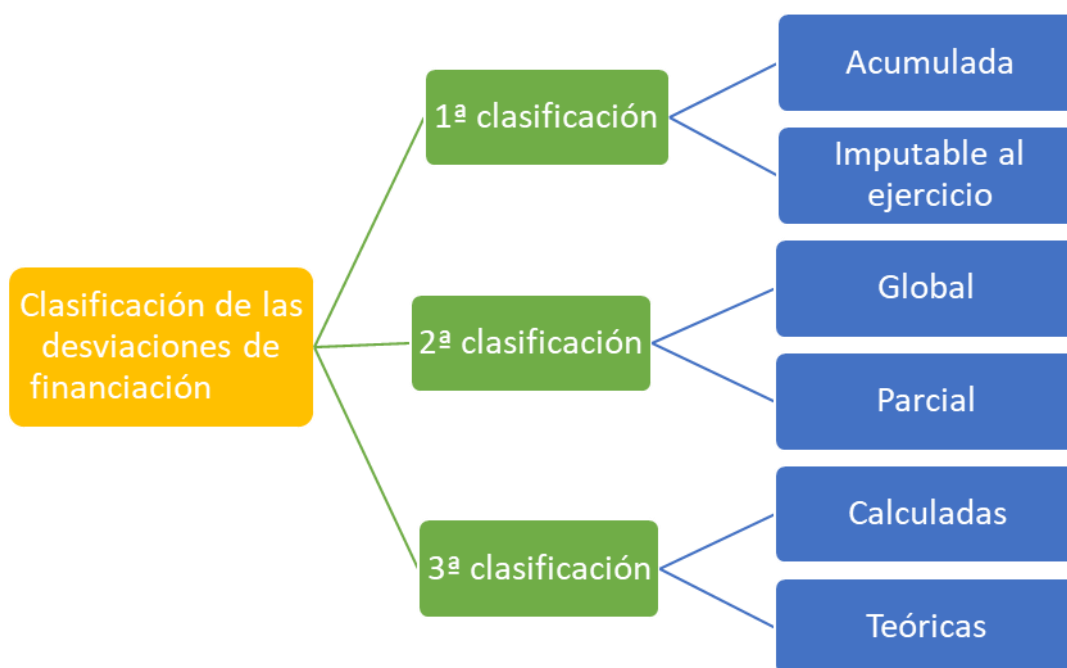 Clasificación de las
desviaciones de
financiación
1ª clasificación
Acumulada
Imputable al
ejercicio
2ª clasificación
Global
Parcial
3ª clasificación
Calculadas
Teóricas